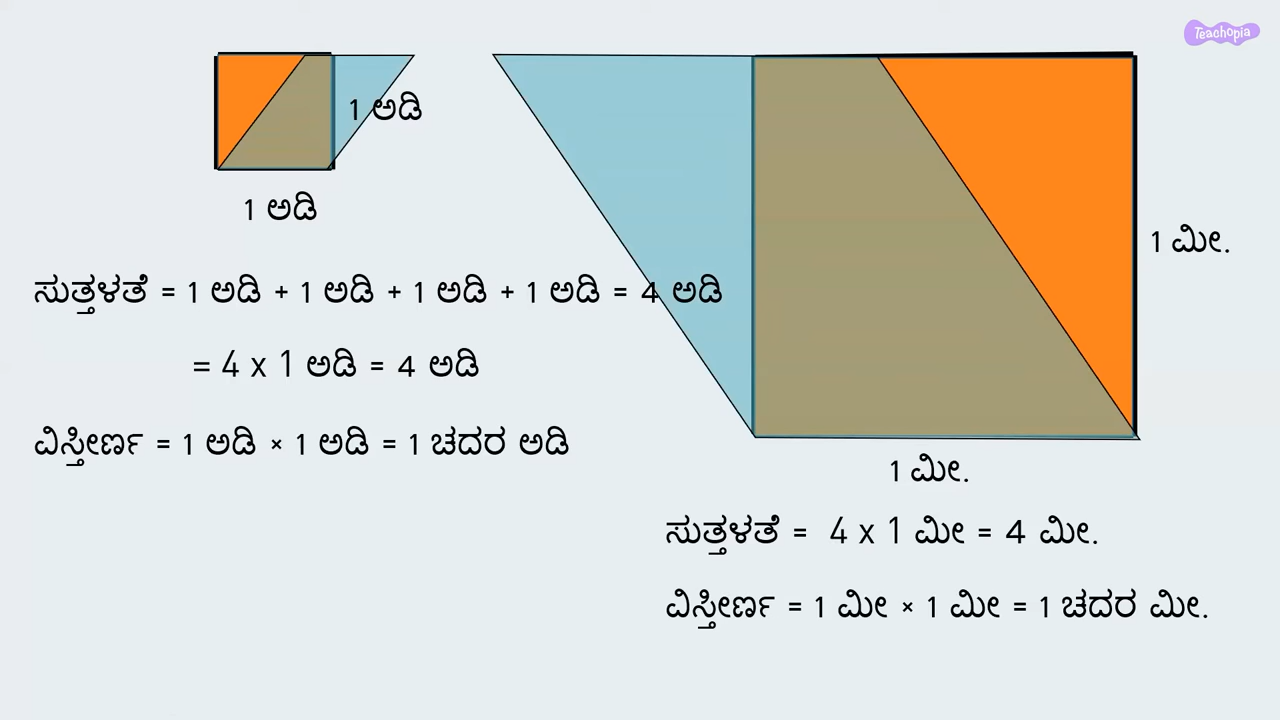 Teachopia
1 ಅಡಿ
1 ಅಡಿ
ಸುತ್ತಳತೆ = 1 ಅಡಿ + 1 ಅಡಿ + 1 ಅಡಿ + 1 ಅಡಿ = 4 ಅಡಿ
= 4 x 1 ಅಡಿ = 4 ಅಡಿ
ವಿಸ್ತೀರ್ಣ = 1 ಅಡಿ × 1 ಅಡಿ = 1 ಚದರ ಅಡಿ
1 ಮೀ.
1 ಮೀ.
ಸುತ್ತಳತೆ = 4 x 1 ಮೀ = 4 ಮೀ.
ವಿಸ್ತೀರ್ಣ = 1 ಮೀ × 1 ಮೀ = 1 ಚದರ ಮೀ.